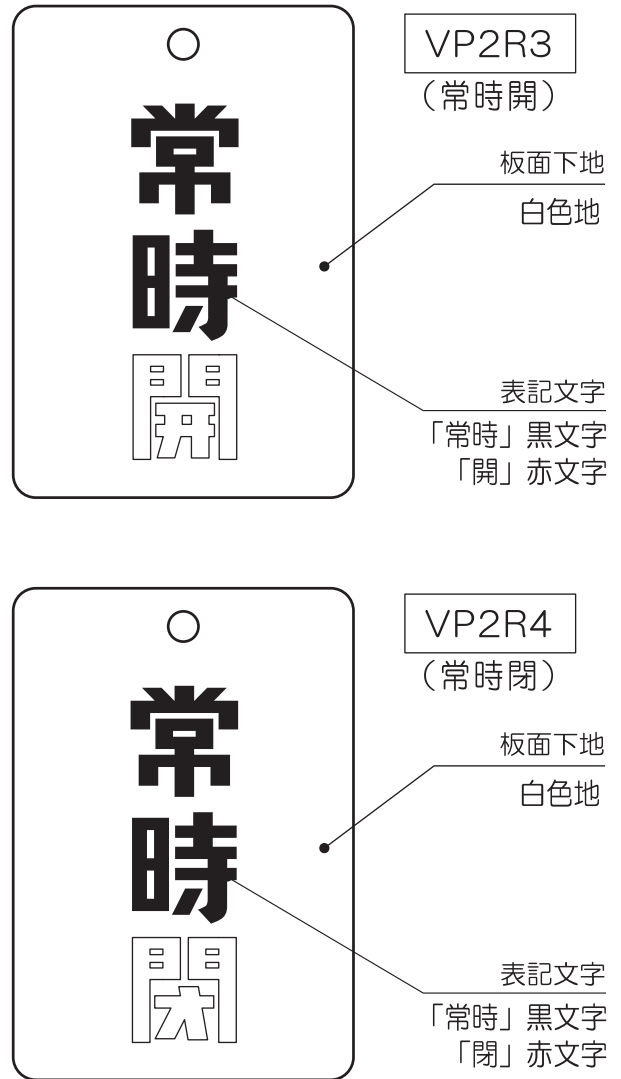 常
時
開
VP2R3
（常時開）
板面下地
白色地
表記文字
「常時」黒文字
「開」赤文字
常
時
閉
VP2R4
（常時閉）
板面下地
白色地
表記文字
「常時」黒文字
「閉」赤文字